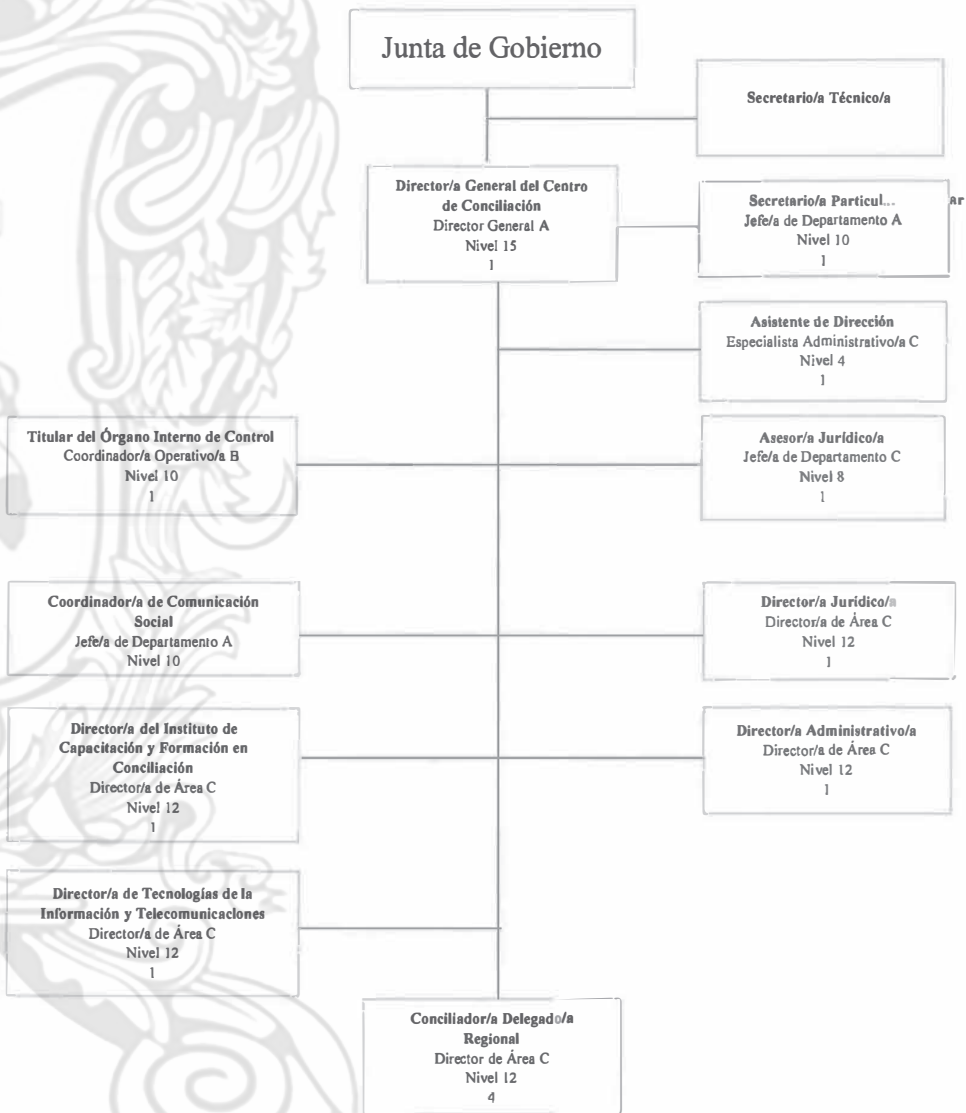 Junta de Gobierno
Secretario/a Técnico/a
Director/a General del Centro
de Conciliación
Director General A
Nivel 15
1
Secretario/a Particul... ar
Jefe/a de Departamento A
Nivel 10
1
Asistente de Dirección
Especialista Administrativo/a C
Nivel 4
1
Titular del Órgano Interno de Control
Coordinador/a Operativo/a B
Nivel 10
1
Asesor/a Jurídico/a
Jefe/a de Departamento C
Nivel 8
1
Coordinador/a de Comunicación
Social
Jefe/a de Departamento A
Nivel 10
Director/a Jurídico/a
Director/a de Área C
Nivel 12
1
Director/a del Instituto de
Capacitación y Formación en
Conciliación
Director/a de Área C
Nivel 12
1
Director/a Administrativo/a
Director/a de Área C
Nivel 12
1
Director/a de Tecnologías de la
Información y Telecomunicaciones
Director/a de Área C
Nivel 12
1
Conciliador/a Delegado/a
Regional
Director de Área C
Nivel 12
4